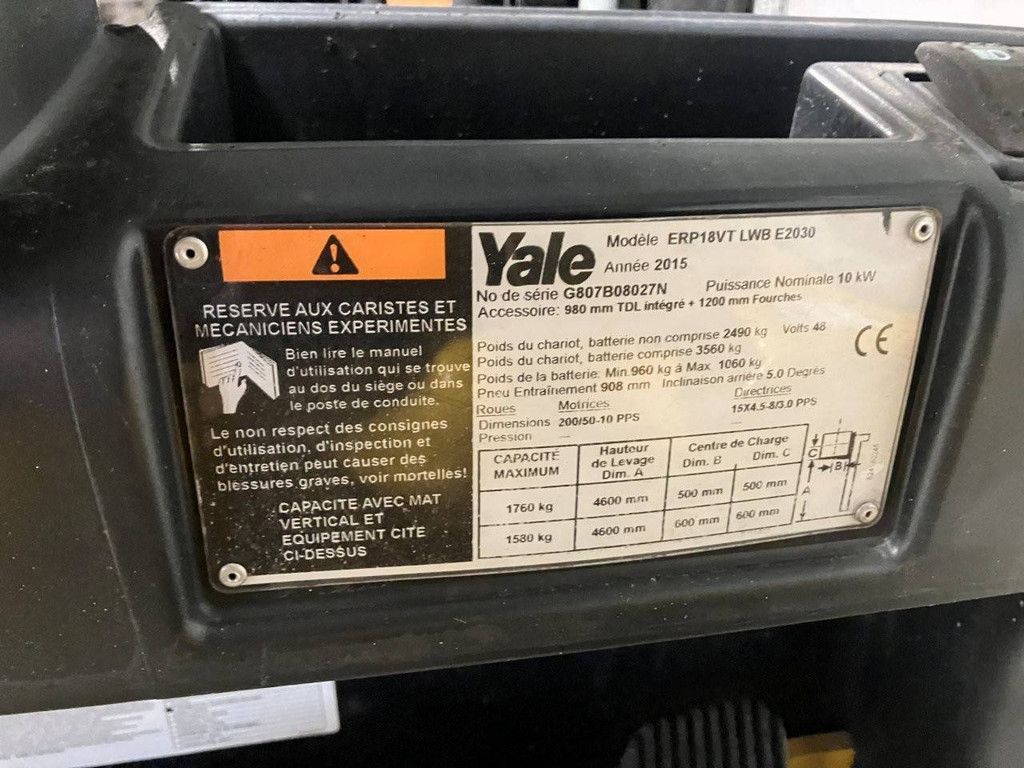 RESERVE AUX CARISTES ET
MECANICIENS EXPERIMENTES
Bien lire le manuel
d'utilisation qui se trouve
au dos du siège ou dans
le poste de conduite.
Le non respect des consignes
d'utilisation, d'inspection et
d'entretien peut causer des
blessures graves, voir mortelles!
CAPACITE AVEC MAT
VERTICAL ET
EQUIPEMENT CITE
CI-DESSUS
Yale
Modèle ERP18VT LWB E2030
Année 2015
No de série G807B08027N Puissance Nominale 10 kW
Accessoire: 980 mm TDL intégré + 1200 mm Fourches
Poids du chariot, batterie non comprise 2490 kg Volts 48
Poids du chariot, batterie comprise 3560 kg
Poids de la batterie: Min. 960 kg à Max. 1060 kg
Pneu Entraînement 908 mm Inclinaison arrière 5.0 Degrés
Roues Motrices Directrices
Dimensions 200/50-10 PPS 15X4.5-8/3.0 PPS
Pression —
CAPACITÉ MAXIMUM Hauteur de Levage Dim. A Centre de Charge Dim. B Dim. C
1760 kg 4600 mm 500 mm 500 mm
1580 kg 4600 mm 600 mm 600 mm
C
B
A
CE